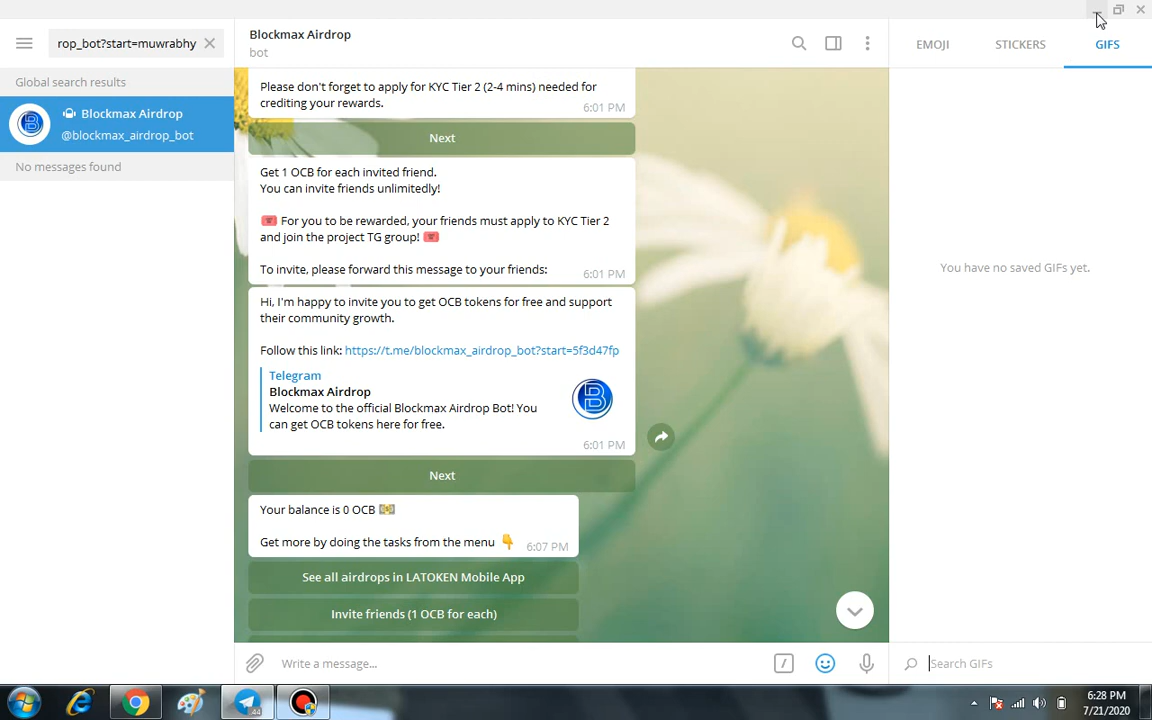 rop_bot?start=muwrabhy
Global search results
Blockmax Airdrop
@blockmax_airdrop_bot
No messages found
Blockmax Airdrop
bot
Please don't forget to apply for KYC Tier 2 (2-4 mins) needed for
crediting your rewards.
6:01 PM
Next
Get 1 OCB for each invited friend.
You can invite friends unlimitedly!
For you to be rewarded, your friends must apply to KYC Tier 2
and join the project TG group!
To invite, please forward this message to your friends:
6:01 PM
Hi, I'm happy to invite you to get OCB tokens for free and support
their community growth.
Follow this link: https://t.me/blockmax_airdrop_bot?start=5f3d47fp
Telegram
Blockmax Airdrop
Welcome to the official Blockmax Airdrop Bot! You
can get OCB tokens here for free.
6:01 PM
Next
Your balance is 0 OCB
Get more by doing the tasks from the menu
6:07 PM
See all airdrops in LATOKEN Mobile App
Invite friends (1 OCB for each)
Write a message...
EMOJI
STICKERS
GIFS
You have no saved GIFs yet.
Search GIFs
44
6:28 PM
7/21/2020